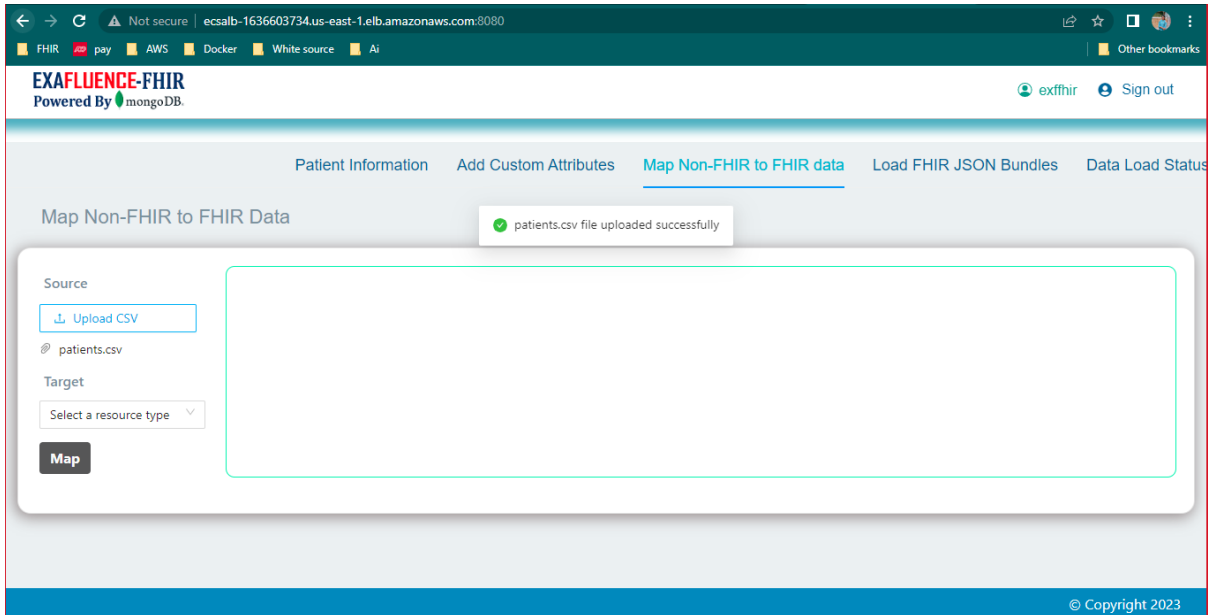 Not secure | ecsalb-1636603734.us-east-1.elb.amazonaws.com:8080
FHIR pay AWS Docker White source Ai Other bookmarks
EXAFLUENCE-FHIR
Powered By mongoDB.
exffhir Sign out
Patient Information Add Custom Attributes Map Non-FHIR to FHIR data Load FHIR JSON Bundles Data Load Status
Map Non-FHIR to FHIR Data
patients.csv file uploaded successfully
Source
Upload CSV
patients.csv
Target
Select a resource type
Map
© Copyright 2023